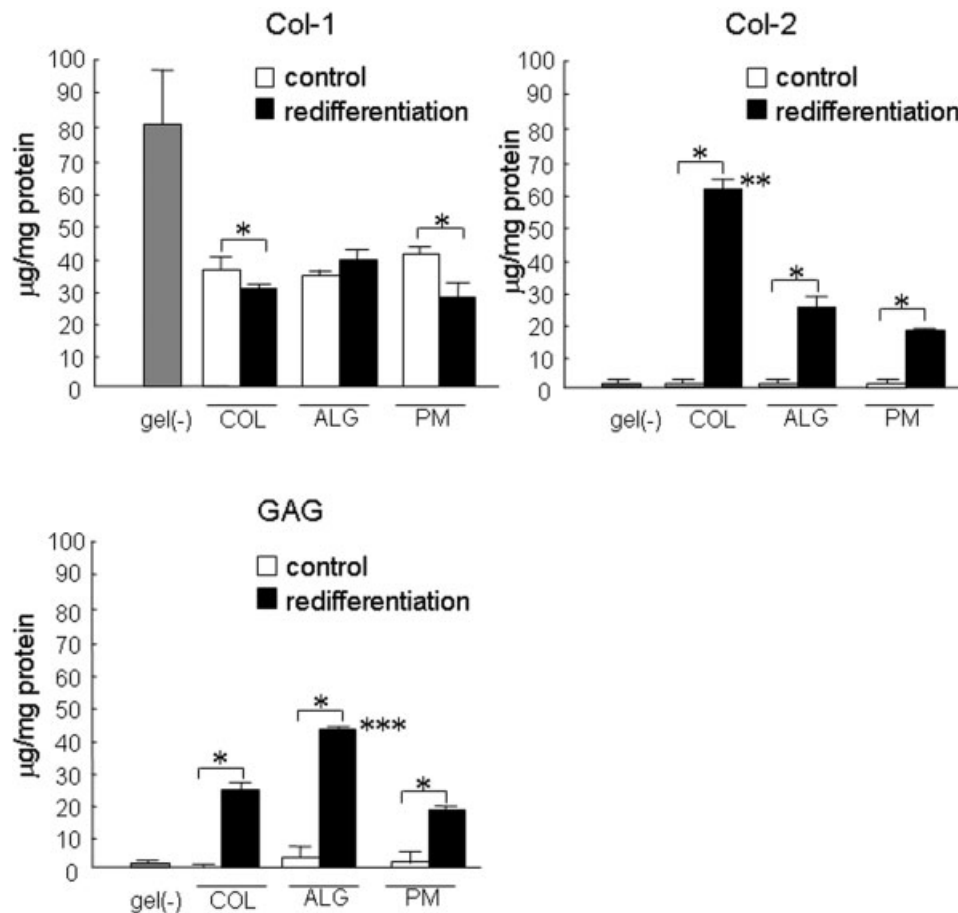 Col-1
100
90
80
70
60
50
40
30
20
10
0
µg/mg protein
control
redifferentiation
*
*
gel(-) COL ALG PM
Col-2
100
90
80
70
60
50
40
30
20
10
0
µg/mg protein
control
redifferentiation
*
**
*
*
gel(-) COL ALG PM
GAG
100
90
80
70
60
50
40
30
20
10
0
µg/mg protein
control
redifferentiation
*
*
***
*
gel(-) COL ALG PM